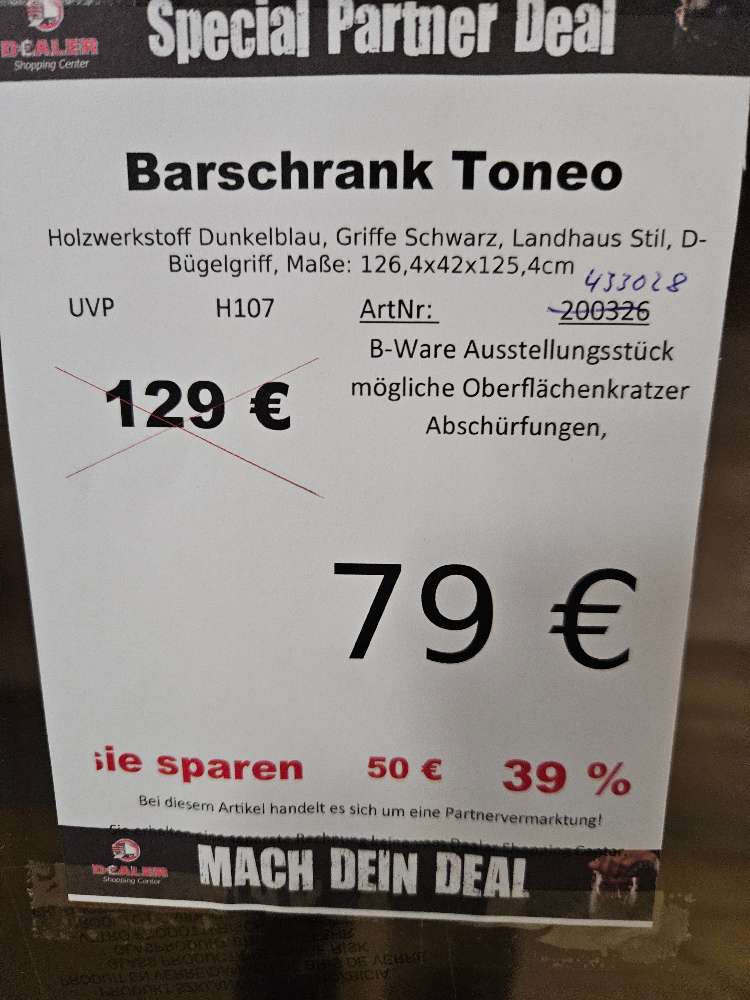 Special Partner Deal
DEALER
Shopping Center
Barschrank Toneo
Holzwerkstoff Dunkelblau, Griffe Schwarz, Landhaus Stil, D-
Bügelgriff, Maße: 126,4x42x125,4cm
433028
UVP H107 ArtNr: 200326
B-Ware Ausstellungsstück
129 € mögliche Oberflächenkratzer
Abschürfungen,
79 €
sie sparen 50 € 39 %
Bei diesem Artikel handelt es sich um eine Partnervermarktung!
DEALER
Shopping Center
MACH DEIN DEAL